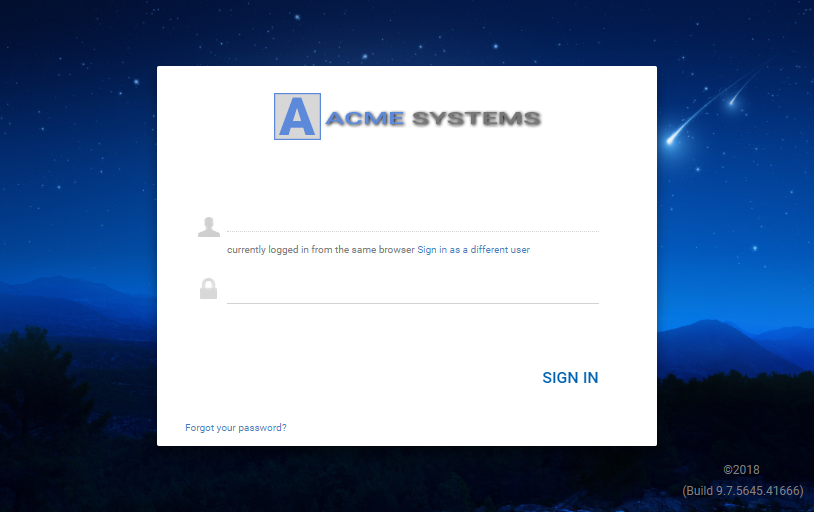 A ACME SYSTEMS
currently logged in from the same browser Sign in as a different user
SIGN IN
Forgot your password?
©2018
(Build 9.7.5645.41666)